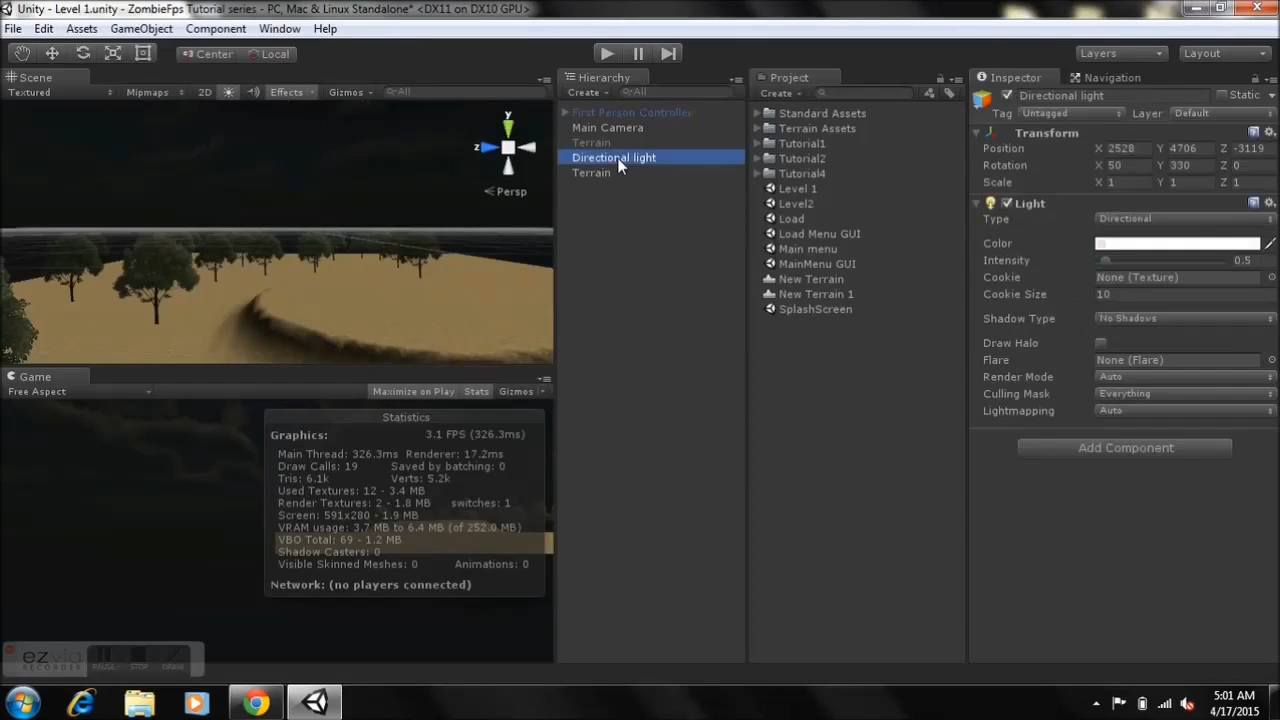 Unity - Level 1.unity - ZombieFps Tutorial series - PC, Mac & Linux Standalone* <DX11 on DX10 GPU>
File Edit Assets GameObject Component Window Help
Center Local Layers Layout
Scene
Textured Mipmaps 2D Effects Gizmos All
y
z
Persp
Game
Free Aspect Maximize on Play Stats Gizmos
Statistics
Graphics: 3.1 FPS (326.3ms)
Main Thread: 326.3ms Renderer: 17.2ms
Draw Calls: 19 Saved by batching: 0
Tris: 6.1k Verts: 5.2k
Used Textures: 12 - 3.4 MB
Render Textures: 2 - 1.8 MB switches: 1
Screen: 591x280 - 1.9 MB
VRAM usage: 3.7 MB to 6.4 MB (of 252.0 MB)
VBO Total: 69 - 1.2 MB
Shadow Casters: 0
Visible Skinned Meshes: 0 Animations: 0
Network: (no players connected)
Hierarchy
Create All
First Person Controller
Main Camera
Terrain
Directional light
Terrain
Project
Create
Standard Assets
Terrain Assets
Tutorial1
Tutorial2
Tutorial4
Level 1
Level2
Load
Load Menu GUI
Main menu
MainMenu GUI
New Terrain
New Terrain 1
SplashScreen
Inspector Navigation
Directional light Static
Tag Untagged Layer Default
Transform
Position X 2528 Y 4706 Z -3119
Rotation X 50 Y 330 Z 0
Scale X 1 Y 1 Z 1
Light
Type Directional
Color
Intensity 0.5
Cookie None (Texture)
Cookie Size 10
Shadow Type No Shadows
Draw Halo
Flare None (Flare)
Render Mode Auto
Culling Mask Everything
Lightmapping Auto
Add Component
ezvid
RECORDER
PAUSE STOP DRAW
5:01 AM
4/17/2015